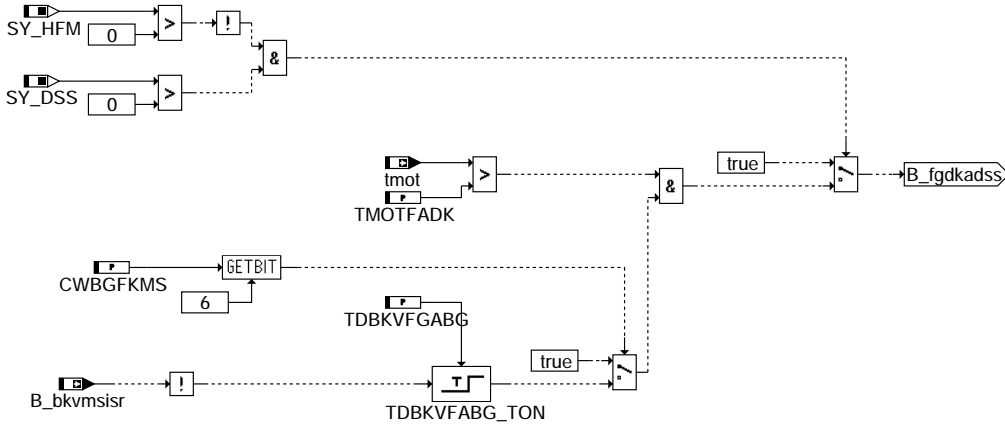 SY_HFM
0
>
!
&
SY_DSS
0
>
tmot
TMOTFADK
P
>
&
true
B_fgdkadss
CWBGFKMS
P
GETBIT
6
TDBKVFGABG
P
true
B_bkvmsisr
!
T
TDBKVFABG_TON